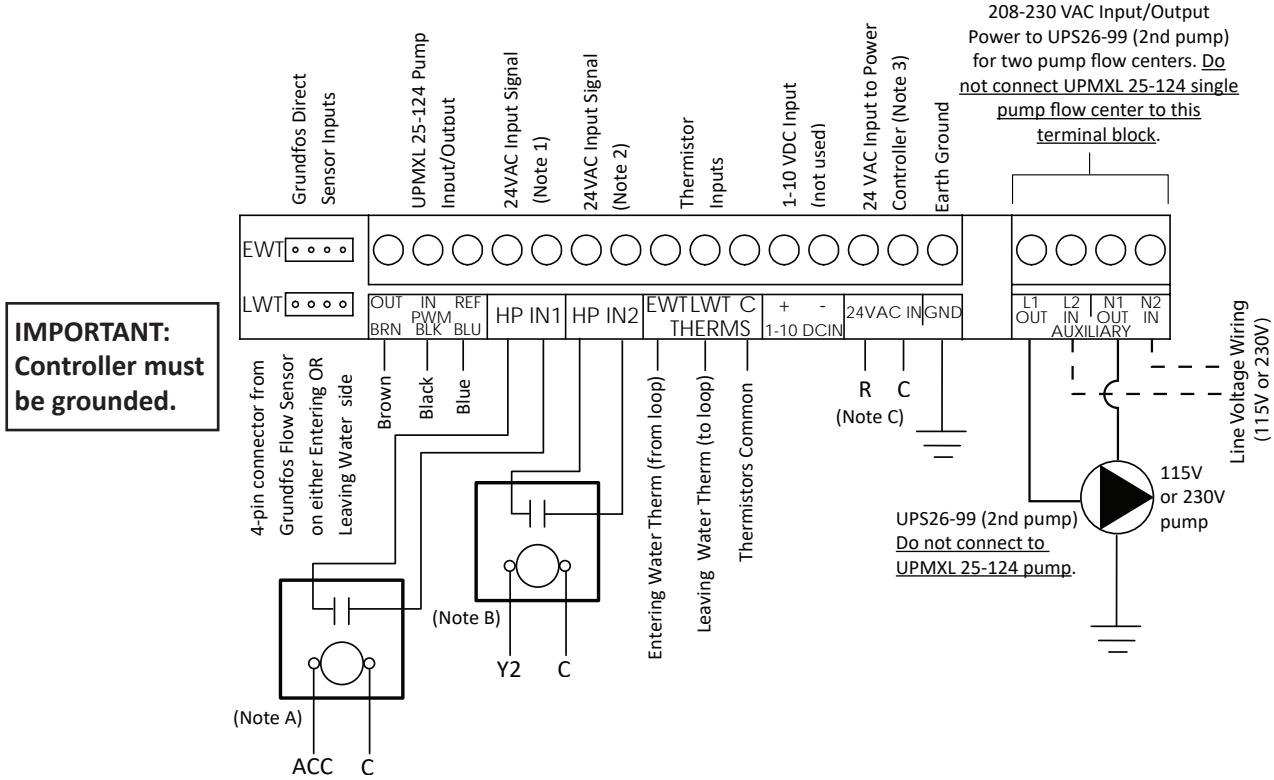 208-230 VAC Input/Output
Power to UPS26-99 (2nd pump)
for two pump flow centers. Do
not connect UPMXL 25-124 single
pump flow center to this
terminal block.
Grundfos Direct
Sensor Inputs
UPMXL 25-124 Pump
Input/Output
24VAC Input Signal
(Note 1)
24VAC Input Signal
(Note 2)
Thermistor
Inputs
1-10 VDC Input
(not used)
24 VAC Input to Power
Controller (Note 3)
Earth Ground
EWT
LWT
OUT IN REF
PWM
BRN BLK BLU
HP IN1
HP IN2
EWT LWT C
THERMS
+ -
1-10 DCIN
24VAC IN
GND
L1 L2 N1 N2
OUT IN OUT IN
AUXILIARY
IMPORTANT:
Controller must
be grounded.
4-pin connector from
Grundfos Flow Sensor
on either Entering OR
Leaving Water side
Brown
Black
Blue
Entering Water Therm (from loop)
Leaving Water Therm (to loop)
Thermistors Common
R C
(Note C)
Line Voltage Wiring
(115V or 230V)
115V
or 230V
pump
UPS26-99 (2nd pump)
Do not connect to
UPMXL 25-124 pump.
(Note B)
Y2 C
(Note A)
ACC C